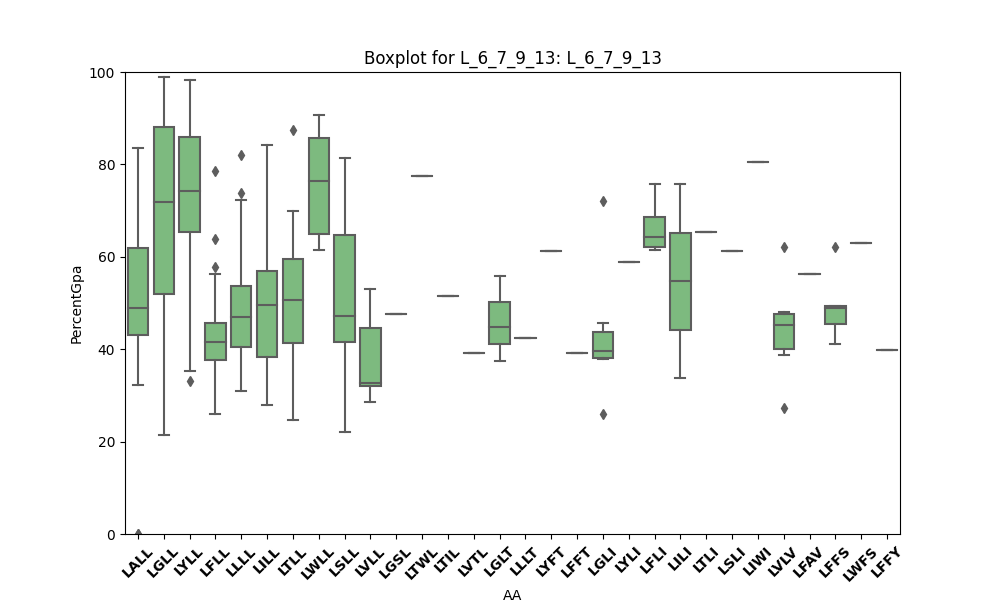 Boxplot for L_6_7_9_13: L_6_7_9_13
PercentGpa
100
80
60
40
20
0
LALL LGLL LYLL LFLL LLLL LILL LTLL LWLL LSLL LVLL LGSL LTWL LTIL LVTL LGLT LLLT LYFT LFFT LGLI LYLI LFLI LILI LTLI LSLI LIWI LVLV LFAV LFFS LWFS LFFY
AA